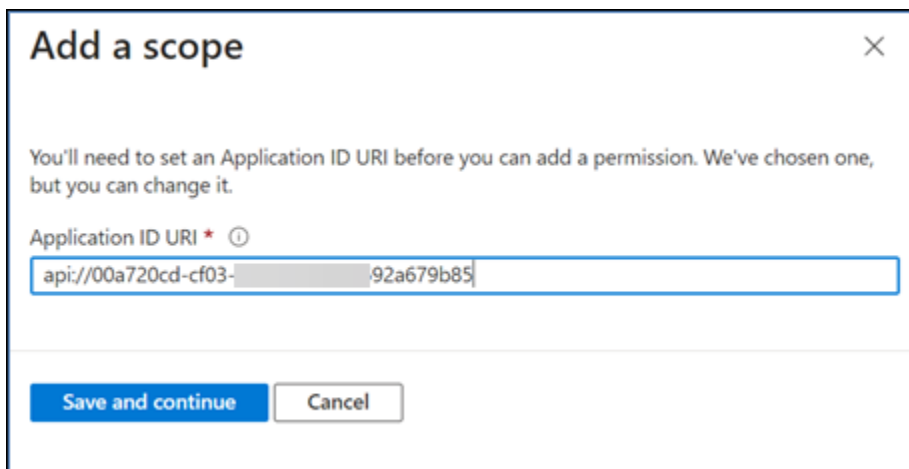 Add a scope
You'll need to set an Application ID URI before you can add a permission. We've chosen one,
but you can change it.
Application ID URI *
api://00a720cd-cf03- 92a679b85
Save and continue
Cancel